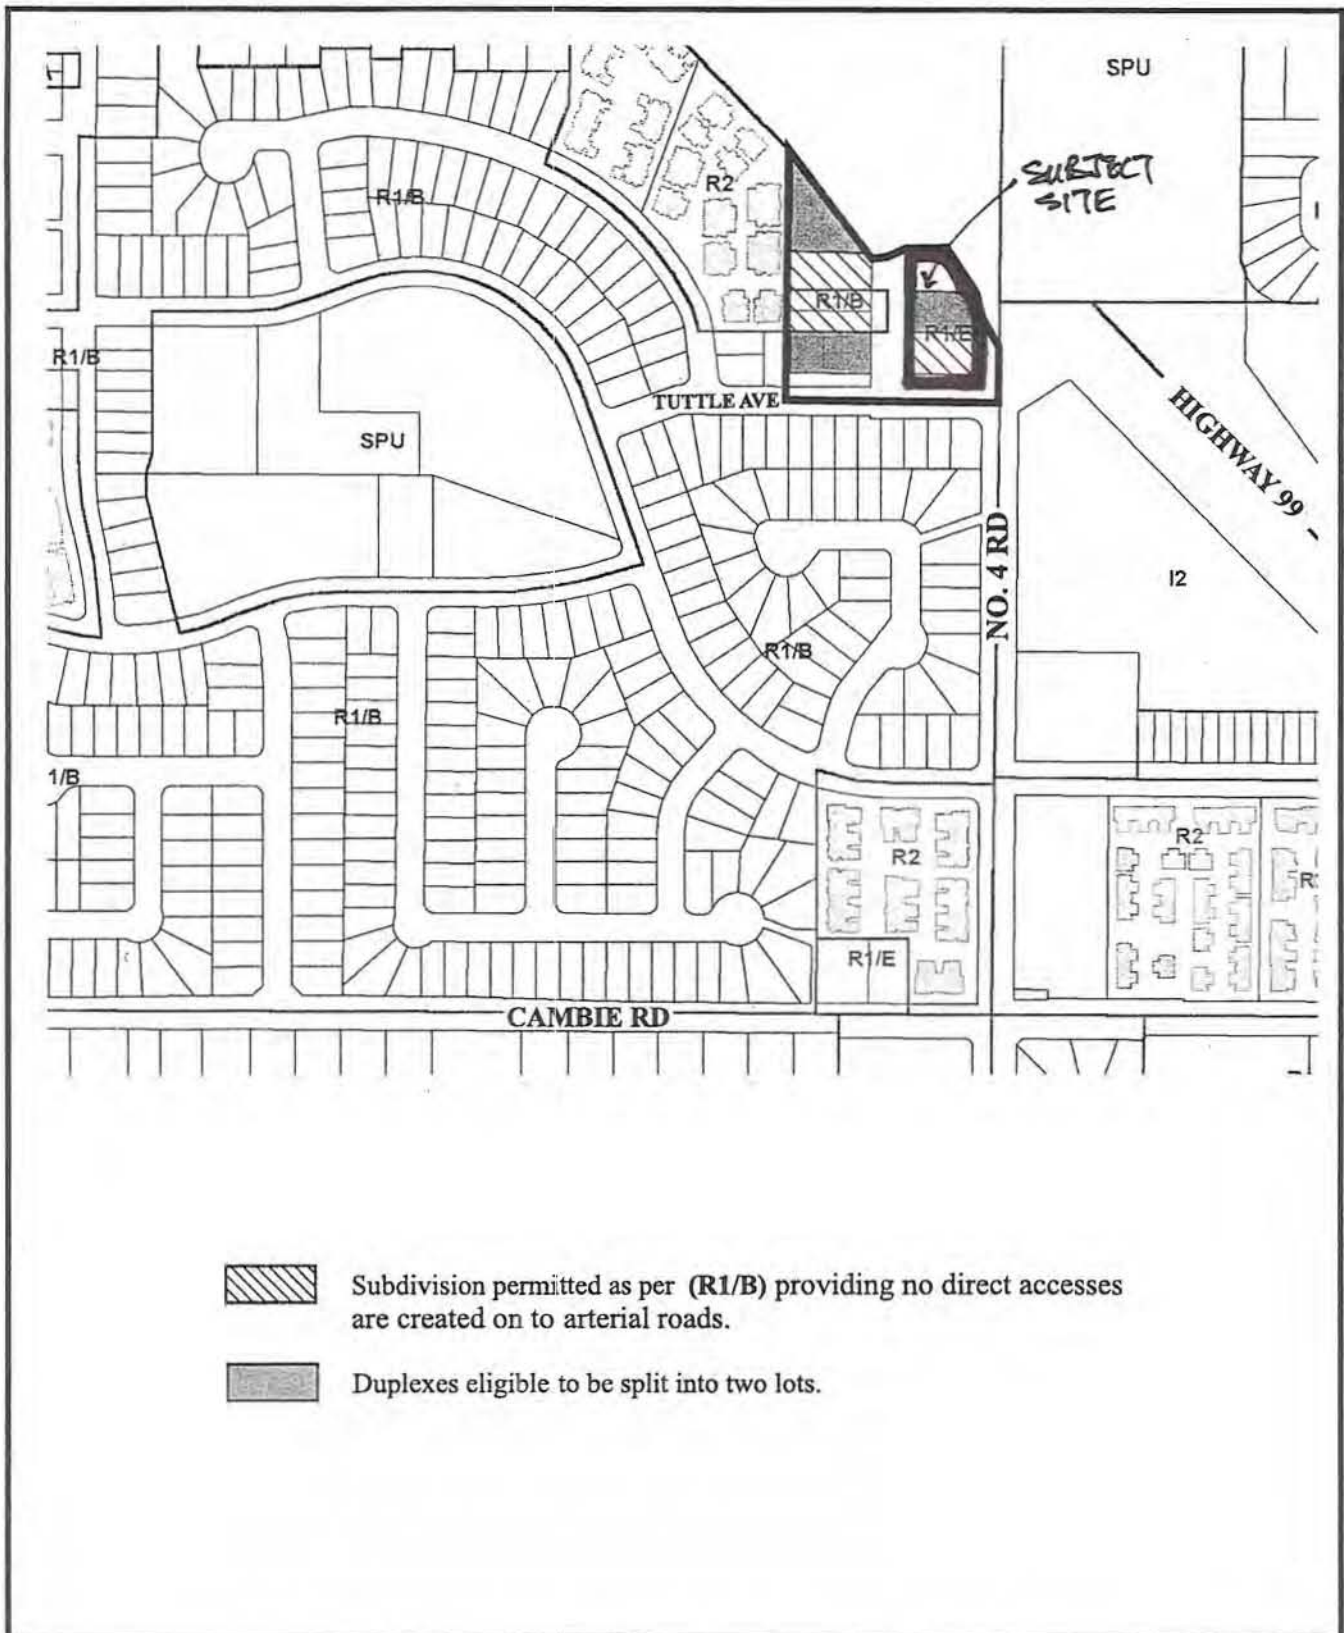 SPU
SUBJECT
SITE
R1/B
R2
R1/B
R1/E
R1/B
TUTTLE AVE
SPU
HIGHWAY 99
NO. 4 RD
I2
R1/B
R1/B
1/B
R2
R2
R1/E
CAMBIE RD
Subdivision permitted as per (R1/B) providing no direct accesses
are created on to arterial roads.
Duplexes eligible to be split into two lots.